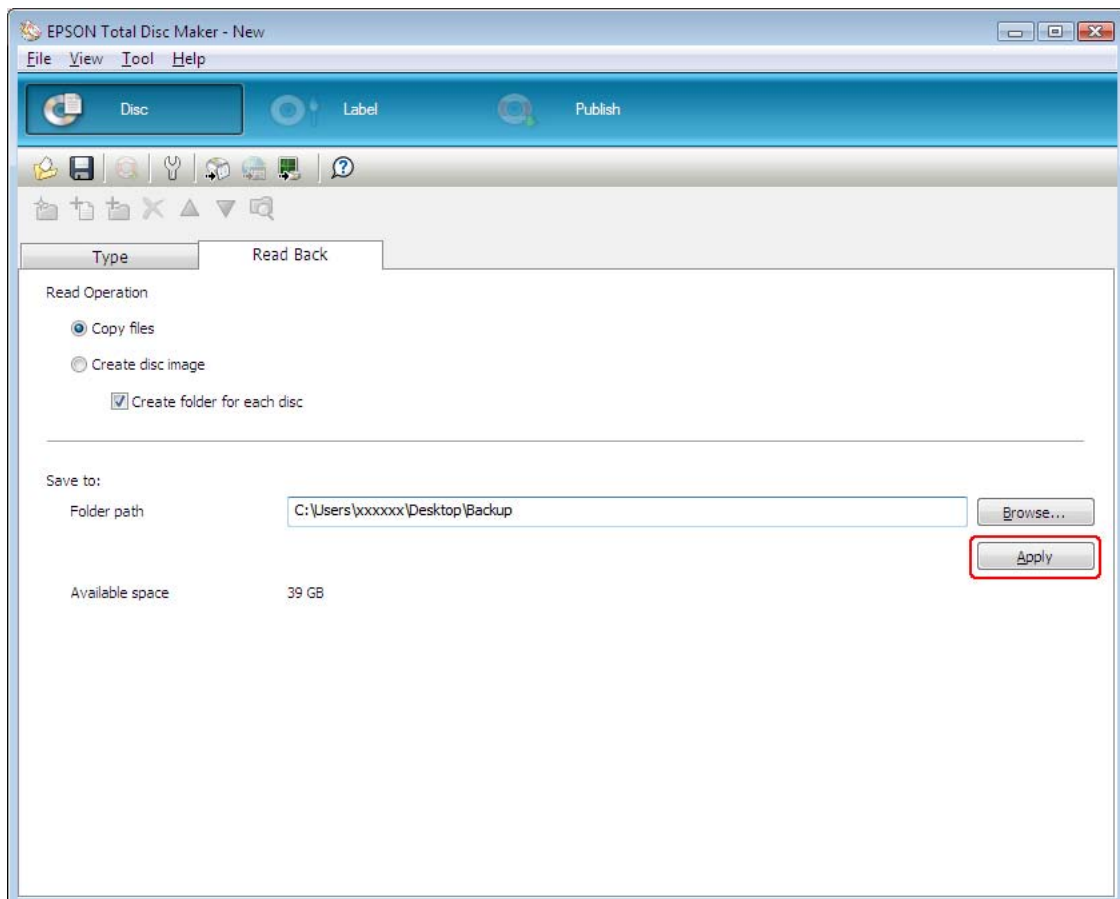 EPSON Total Disc Maker - New
File View Tool Help
Disc Label Publish
Type Read Back
Read Operation
Copy files
Create disc image
Create folder for each disc
Save to:
Folder path C:\Users\xxxxxx\Desktop\Backup Browse...
Apply
Available space 39 GB